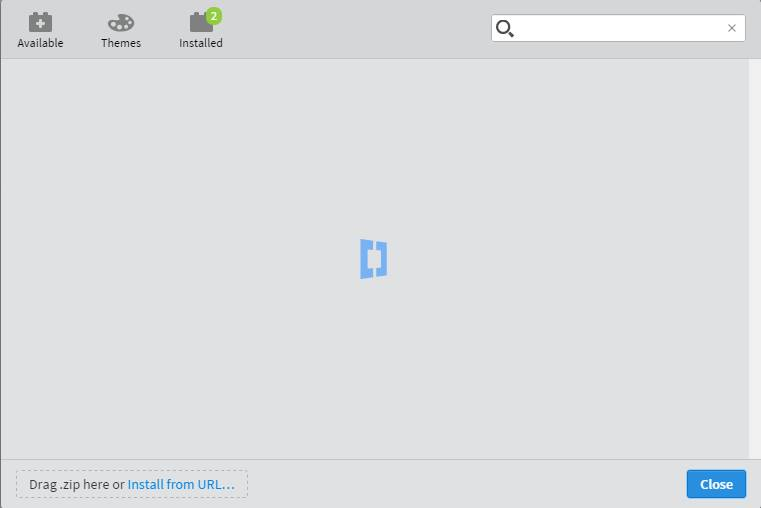 2
Available
Themes
Installed
Drag .zip here or Install from URL...
Close